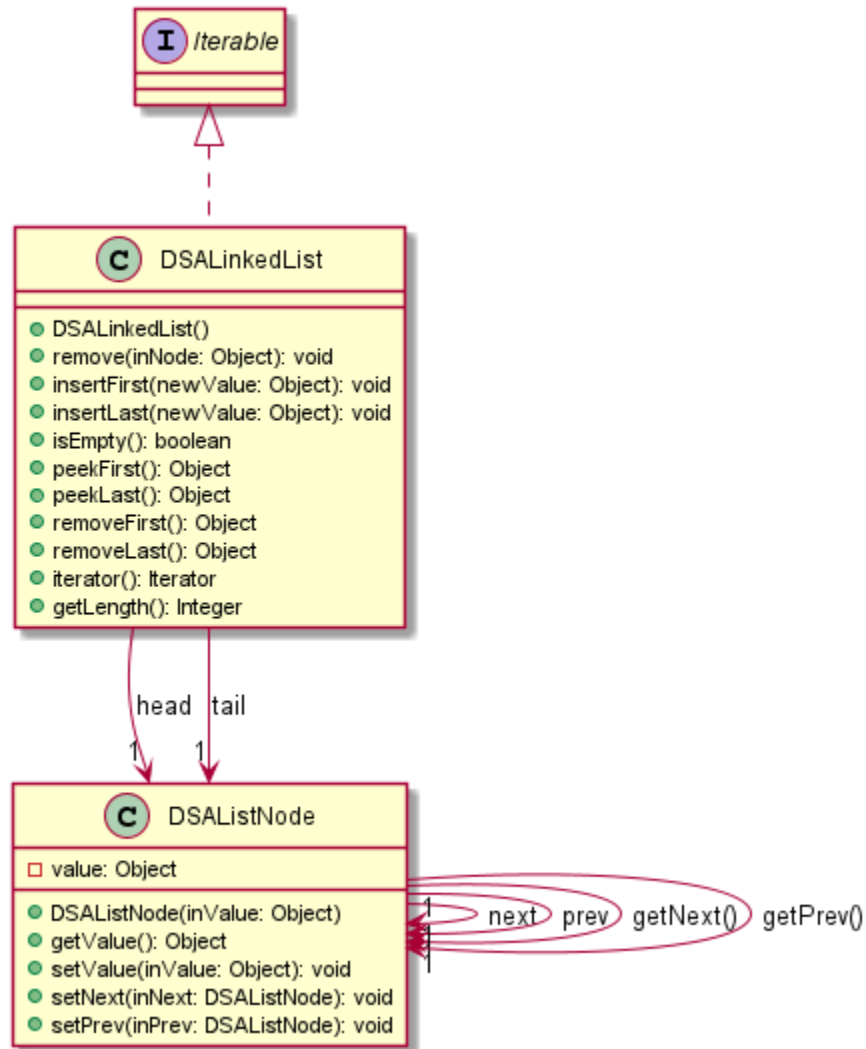 I Iterable
C DSALinkedList
DSALinkedList()
remove(inNode: Object): void
insertFirst(newValue: Object): void
insertLast(newValue: Object): void
isEmpty(): boolean
peekFirst(): Object
peekLast(): Object
removeFirst(): Object
removeLast(): Object
iterator(): Iterator
getLength(): Integer
head tail
1 1
C DSAListNode
value: Object
DSAListNode(inValue: Object)
getValue(): Object
setValue(inValue: Object): void
setNext(inNext: DSAListNode): void
setPrev(inPrev: DSAListNode): void
1 next prev getNext() getPrev()